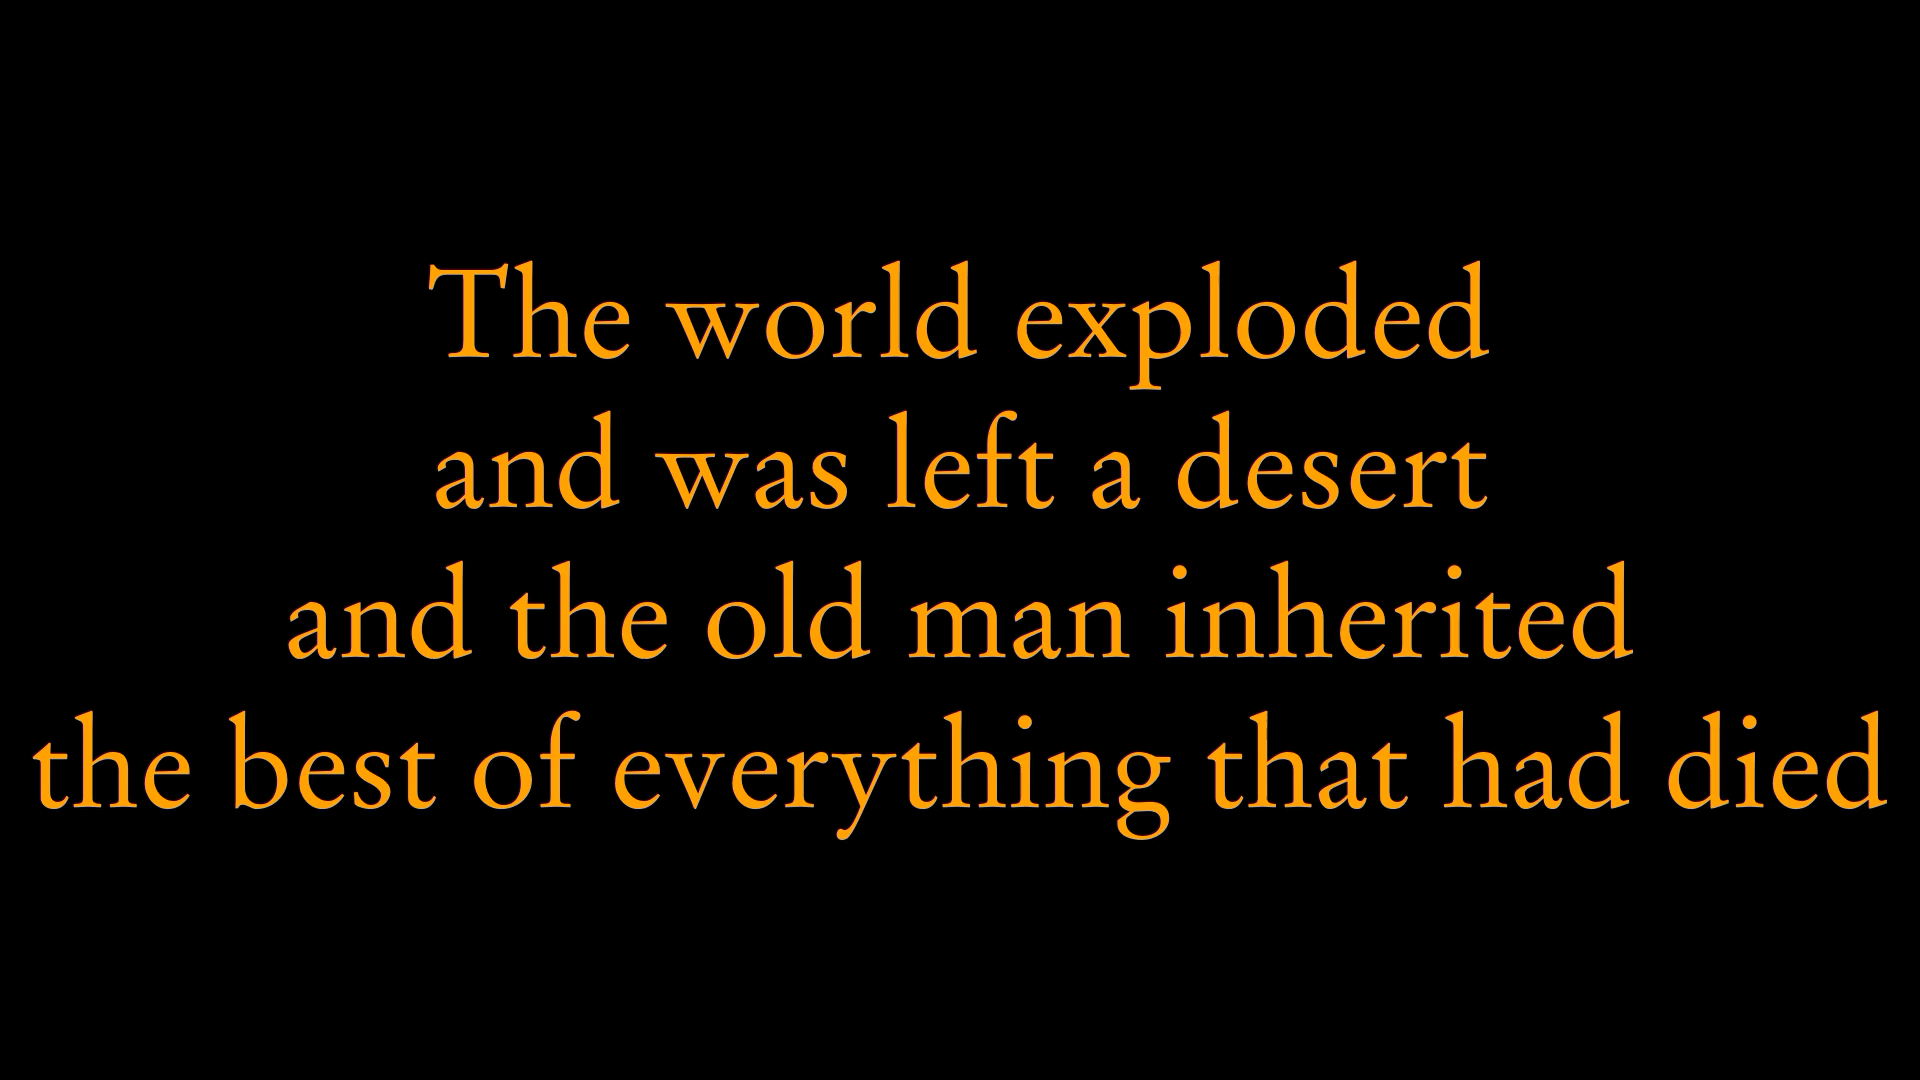 The world exploded
and was left a desert
and the old man inherited
the best of everything that had died